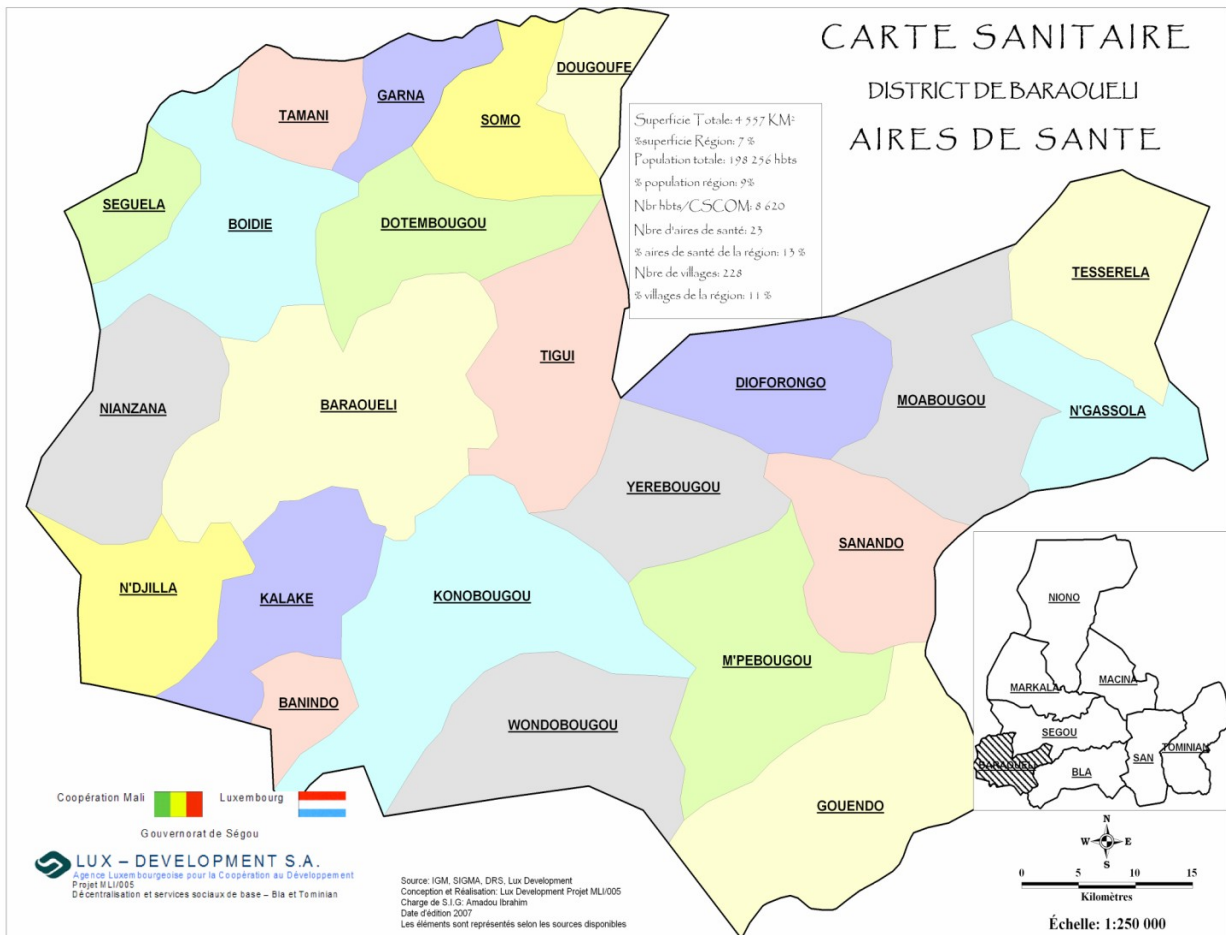 CARTE SANITAIRE
DISTRICT DE BARAOUELI
AIRES DE SANTE
Superficie Totale: 4 557 KM²
%superficie Région: 7 %
Population totale: 198 256 hbts
% population région: 9%
Nbr hbts/CSCOM: 8 620
Nbre d'aires de santé: 23
% aires de santé de la région: 13 %
Nbre de villages: 228
% villages de la région: 11 %
DOUGOUFE
GARNA
TAMANI
SOMO
SEGUELA
BOIDIE
DOTEMBOUGOU
TESSERELA
TIGUI
DIOFORONGO
MOABOUGOU
N'GASSOLA
NIANZANA
BARAOUELI
YEREBOUGOU
SANANDO
N'DJILLA
KALAKE
KONOBOUGOU
M'PEBOUGOU
BANINDO
WONDOBOUGOU
GOUENDO
NIONO
MARKALA
MACINA
SEGOU
SAN
TOMINIAN
BARAOUELI
BLA
Coopération Mali Luxembourg
Gouvernorat de Ségou
LUX – DEVELOPMENT S.A.
Agence Luxembourgeoise pour la Coopération au Développement
Projet MLI/005
Décentralisation et services sociaux de base – Bla et Tominian
Source: IGM, SIGMA, DRS, Lux Development
Conception et Réalisation: Lux Development Projet MLI/005
Charge de S.I.G: Amadou Ibrahim
Date d'édition 2007
Les éléments sont représentés selon les sources disponibles
N
W E
S
0 5 10 15
Kilomètres
Échelle: 1:250 000